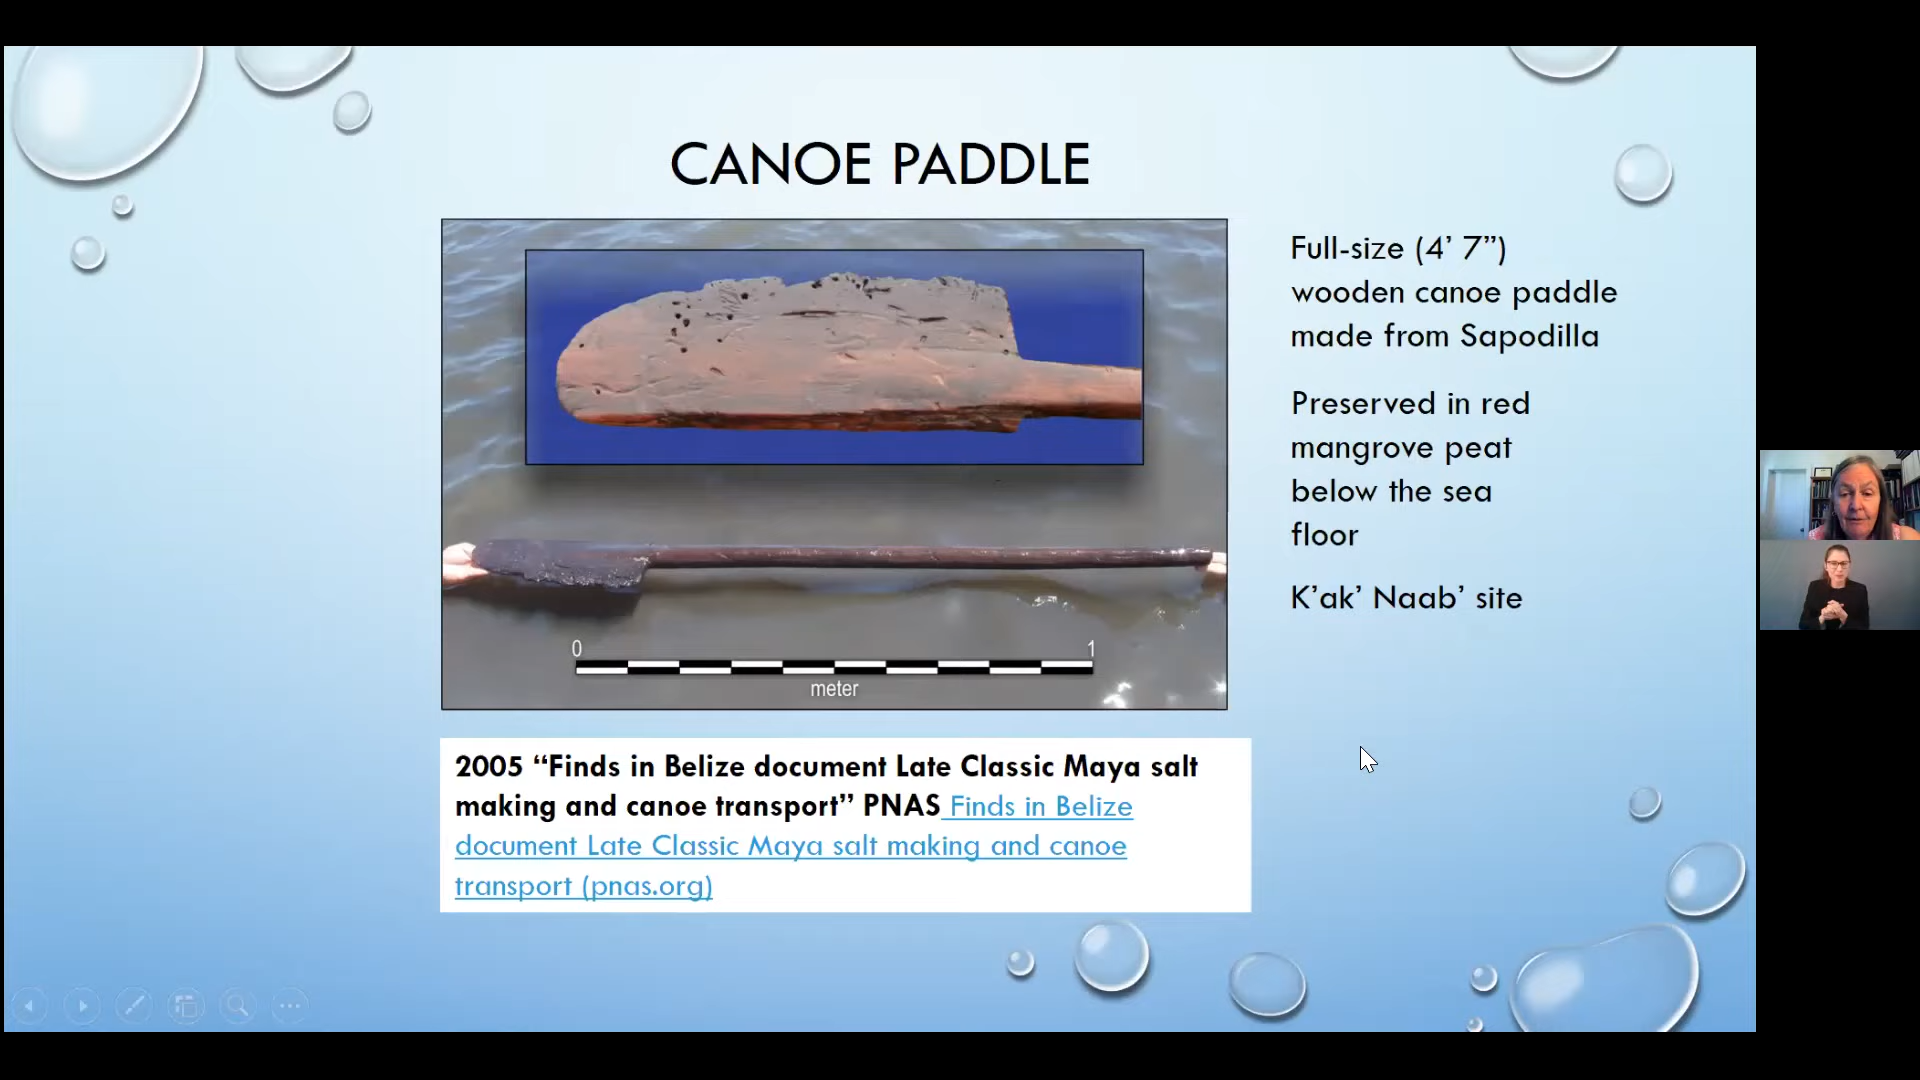 CANOE PADDLE
0 1
meter
Full-size (4’ 7”)
wooden canoe paddle
made from Sapodilla
Preserved in red
mangrove peat
below the sea
floor
K’ak’ Naab’ site
2005 “Finds in Belize document Late Classic Maya salt
making and canoe transport” PNAS Finds in Belize
document Late Classic Maya salt making and canoe
transport (pnas.org)